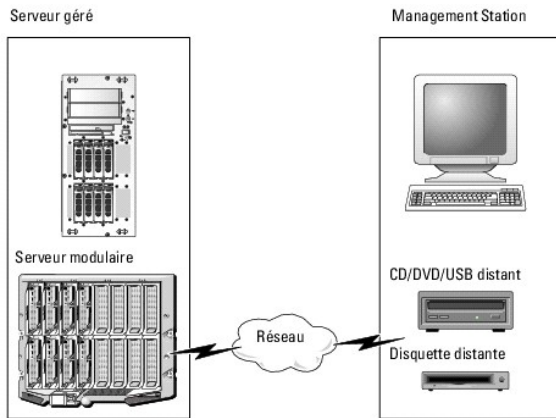 Serveur géré
Management Station
Serveur modulaire
CD/DVD/USB distant
Réseau
Disquette distante